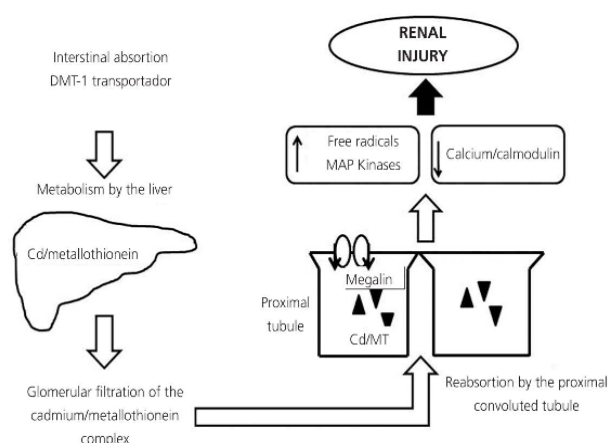 Interstinal absortion
DMT-1 transportador
Metabolism by the liver
Cd/metallothionein
Glomerular filtration of the
cadmium/metallothionein
complex
RENAL
INJURY
Free radicals
MAP Kinases
Calcium/calmodulin
Megalin
Proximal
tubule
Cd/MT
Reabsortion by the proximal
convoluted tubule